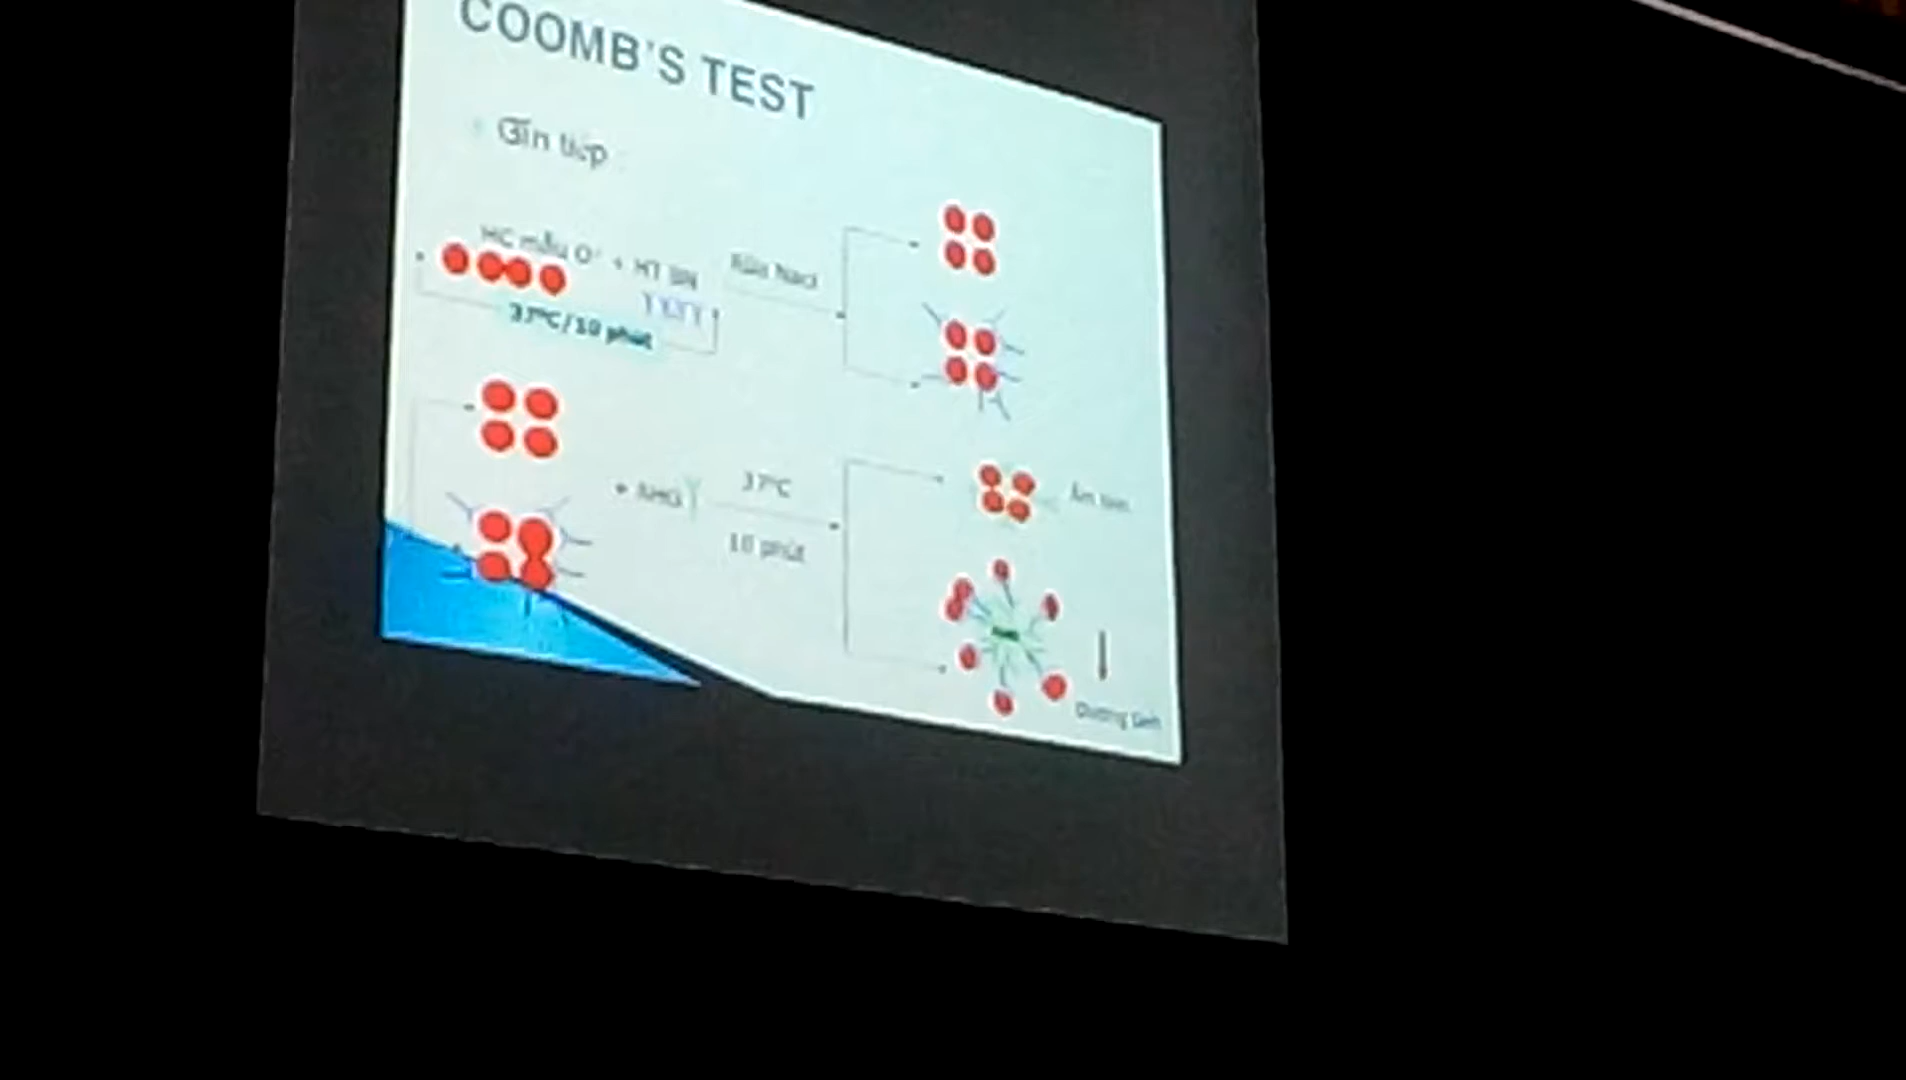 COOMB'S TEST
Gín tiếp
HC mẫu O⁺ + HT BN
Rửa Nacl
37°C/10 phút
+ AHG
37°C
10 phút
Âm tính
Dương tính